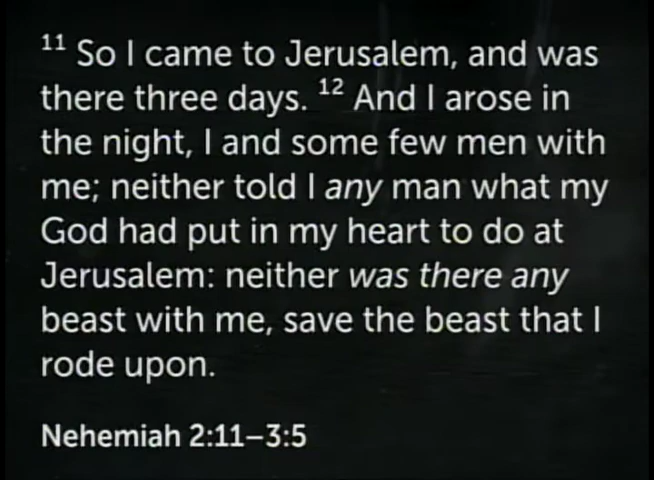 ¹¹ So I came to Jerusalem, and was
there three days. ¹² And I arose in
the night, I and some few men with
me; neither told I any man what my
God had put in my heart to do at
Jerusalem: neither was there any
beast with me, save the beast that I
rode upon.
Nehemiah 2:11–3:5